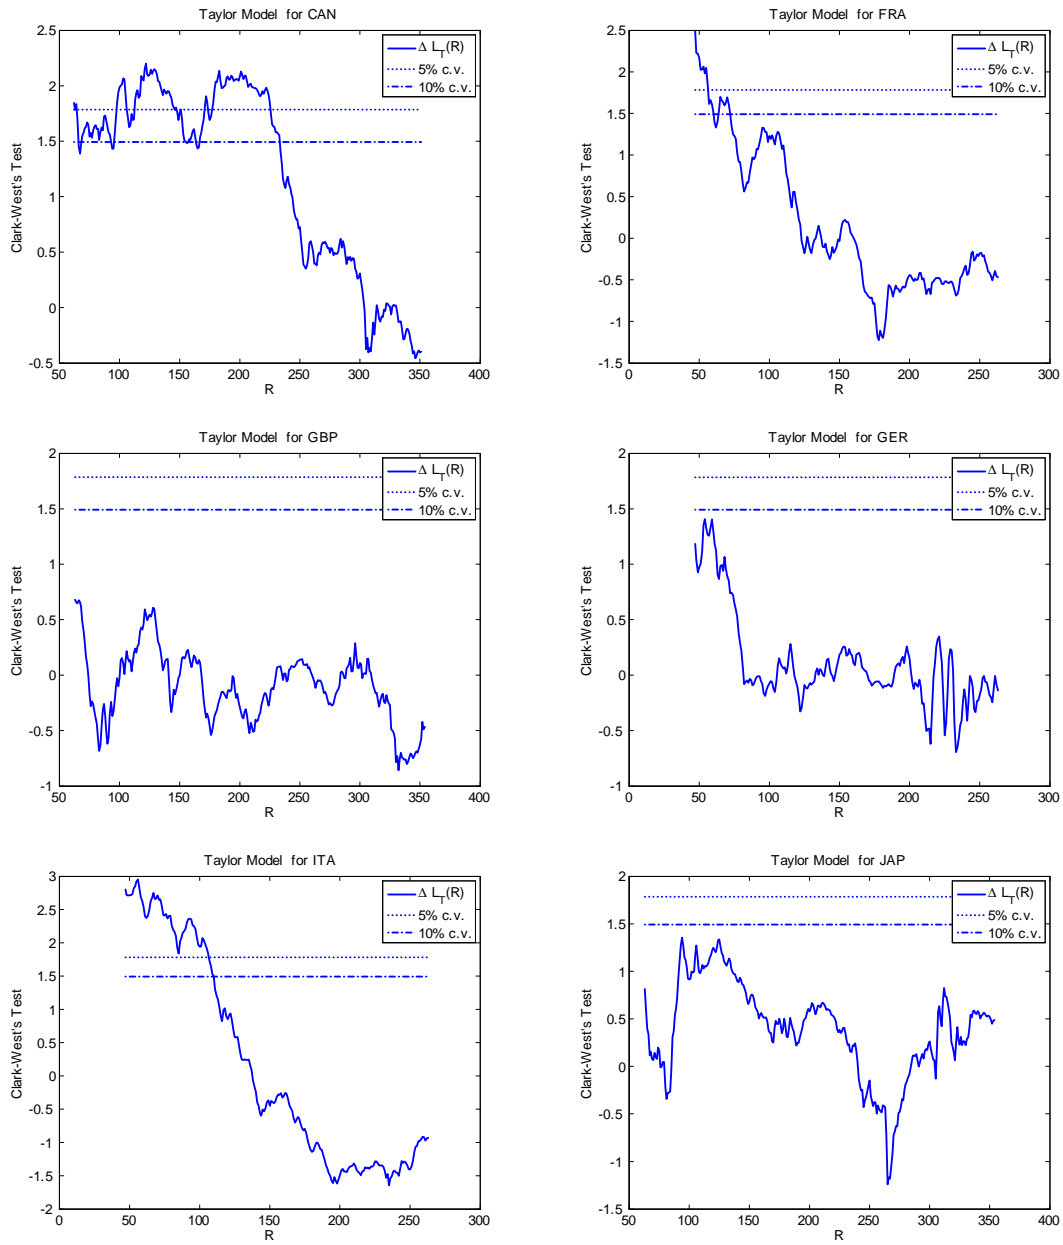 Taylor Model for CAN
2.5
2
1.5
1
0.5
0
-0.5
50 100 150 200 250 300 350 400
R
Clark-West's Test
Δ L_T(R)
5% c.v.
10% c.v.
Taylor Model for FRA
2.5
2
1.5
1
0.5
0
-0.5
-1
-1.5
0 50 100 150 200 250 300
R
Clark-West's Test
Δ L_T(R)
5% c.v.
10% c.v.
Taylor Model for GBP
2
1.5
1
0.5
0
-0.5
-1
50 100 150 200 250 300 350 400
R
Clark-West's Test
Δ L_T(R)
5% c.v.
10% c.v.
Taylor Model for GER
2
1.5
1
0.5
0
-0.5
-1
0 50 100 150 200 250 300
R
Clark-West's Test
Δ L_T(R)
5% c.v.
10% c.v.
Taylor Model for ITA
3
2.5
2
1.5
1
0.5
0
-0.5
-1
-1.5
-2
0 50 100 150 200 250 300
R
Clark-West's Test
Δ L_T(R)
5% c.v.
10% c.v.
Taylor Model for JAP
2
1.5
1
0.5
0
-0.5
-1
-1.5
50 100 150 200 250 300 350 400
R
Clark-West's Test
Δ L_T(R)
5% c.v.
10% c.v.